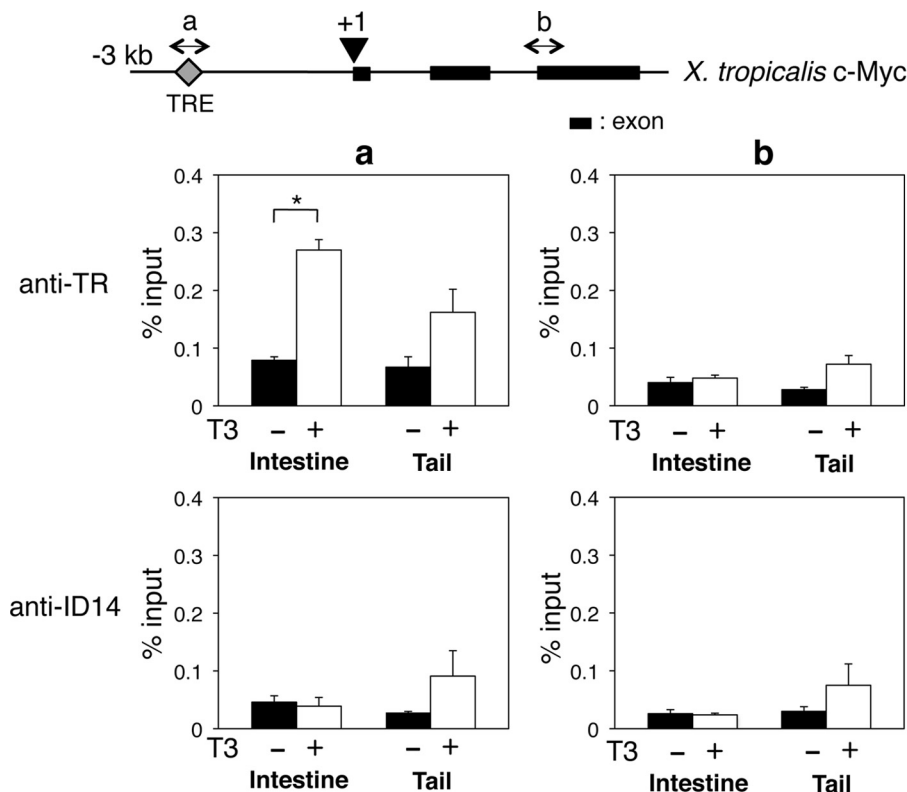 a
+1
b
-3 kb
TRE
X. tropicalis c-Myc
: exon
a
b
anti-TR
% input
0.4
0.3
0.2
0.1
0
*
T3 – + – +
Intestine Tail
% input
0.4
0.3
0.2
0.1
0
T3 – + – +
Intestine Tail
anti-ID14
% input
0.4
0.3
0.2
0.1
0
T3 – + – +
Intestine Tail
% input
0.4
0.3
0.2
0.1
0
T3 – + – +
Intestine Tail